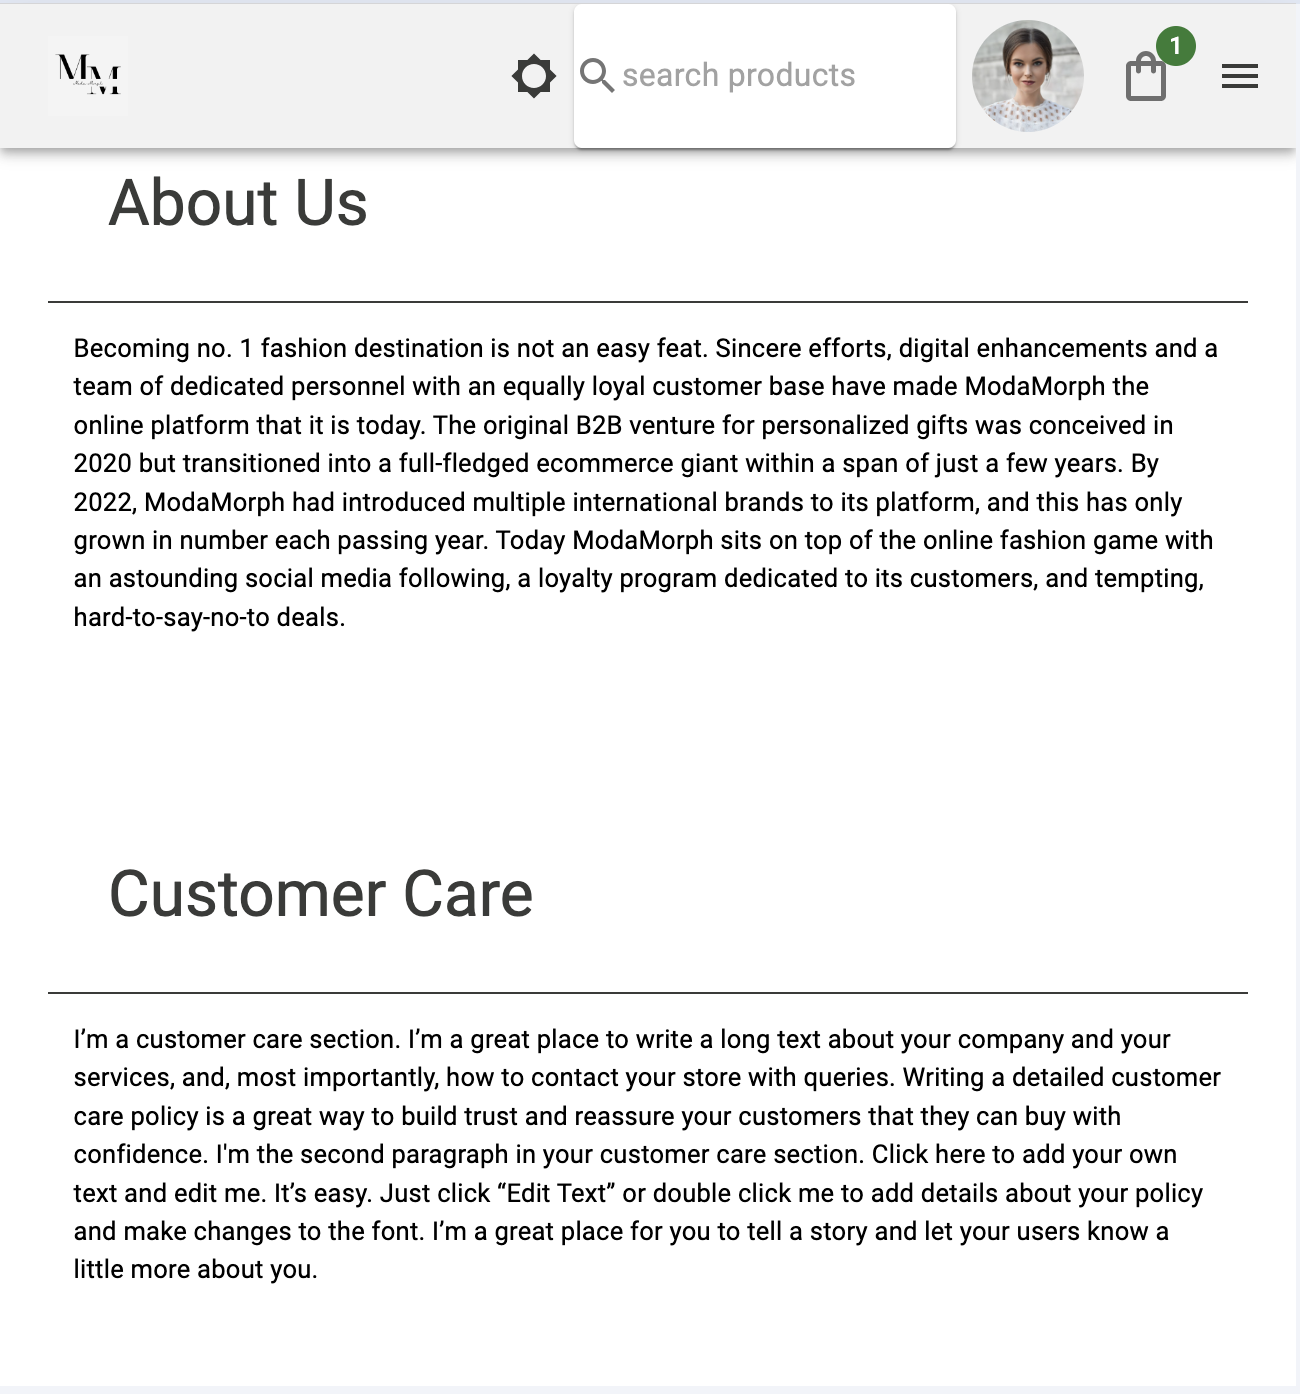 MM
search products
1
About Us
Becoming no. 1 fashion destination is not an easy feat. Sincere efforts, digital enhancements and a
team of dedicated personnel with an equally loyal customer base have made ModaMorph the
online platform that it is today. The original B2B venture for personalized gifts was conceived in
2020 but transitioned into a full-fledged ecommerce giant within a span of just a few years. By
2022, ModaMorph had introduced multiple international brands to its platform, and this has only
grown in number each passing year. Today ModaMorph sits on top of the online fashion game with
an astounding social media following, a loyalty program dedicated to its customers, and tempting,
hard-to-say-no-to deals.
Customer Care
I’m a customer care section. I’m a great place to write a long text about your company and your
services, and, most importantly, how to contact your store with queries. Writing a detailed customer
care policy is a great way to build trust and reassure your customers that they can buy with
confidence. I'm the second paragraph in your customer care section. Click here to add your own
text and edit me. It’s easy. Just click “Edit Text” or double click me to add details about your policy
and make changes to the font. I’m a great place for you to tell a story and let your users know a
little more about you.